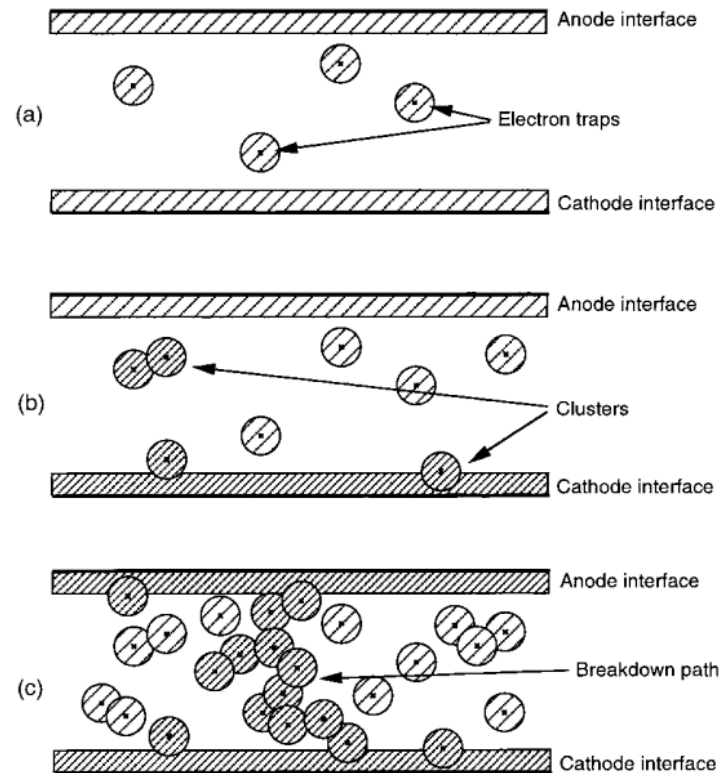 Anode interface
(a)
Electron traps
Cathode interface
Anode interface
(b)
Clusters
Cathode interface
Anode interface
Breakdown path
(c)
Cathode interface